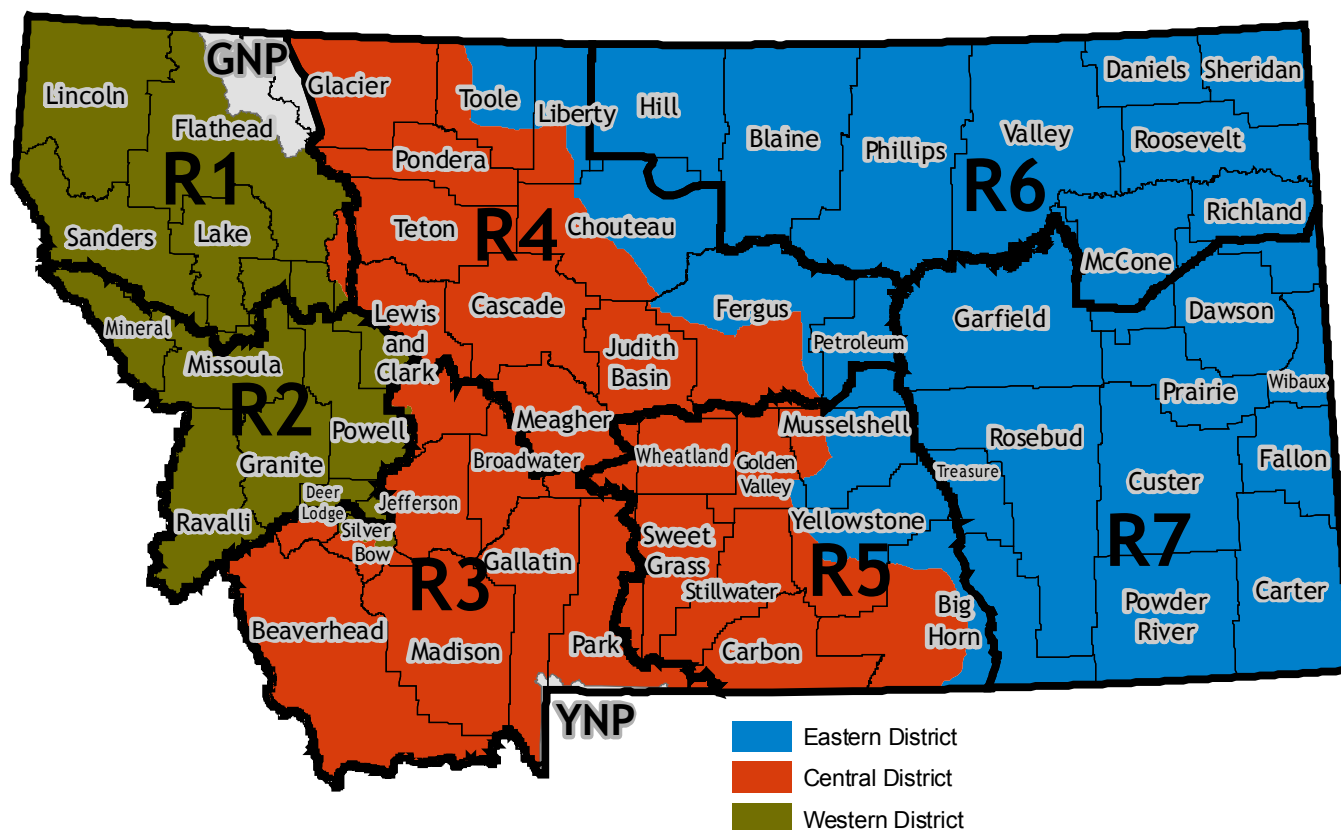 GNP
Lincoln
Flathead
R1
Sanders
Lake
Glacier
Toole
Liberty
Pondera
Teton
R4
Chouteau
Cascade
Fergus
Petroleum
Judith
Basin
Lewis
and
Clark
Meagher
Hill
Blaine
Phillips
Valley
R6
Daniels
Sheridan
Roosevelt
Richland
McCone
Mineral
Missoula
R2
Powell
Granite
Deer
Lodge
Ravalli
Silver
Bow
Jefferson
Broadwater
R3
Gallatin
Beaverhead
Madison
Park
YNP
Wheatland
Golden
Valley
Musselshell
Sweet
Grass
Stillwater
Yellowstone
R5
Carbon
Big
Horn
Garfield
Dawson
Prairie
Wibaux
Rosebud
Treasure
Custer
Fallon
R7
Powder
River
Carter
Eastern District
Central District
Western District